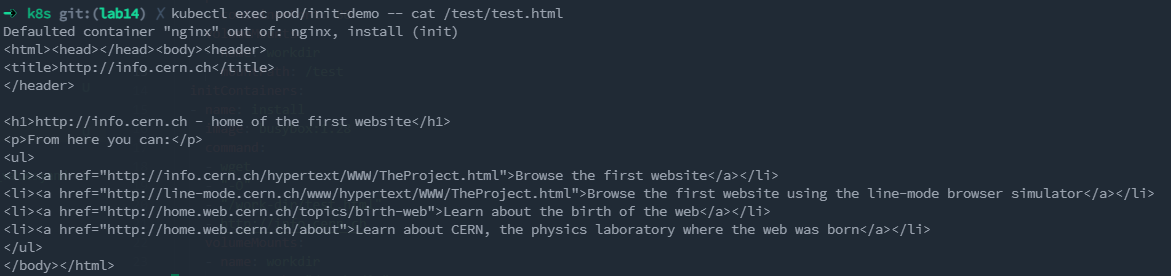 ➜ k8s git:(lab14) ✗ kubectl exec pod/init-demo -- cat /test/test.html
Defaulted container "nginx" out of: nginx, install (init)
<html><head></head><body><header>
<title>http://info.cern.ch</title>
</header>

<h1>http://info.cern.ch - home of the first website</h1>
<p>From here you can:</p>
<ul>
<li><a href="http://info.cern.ch/hypertext/WWW/TheProject.html">Browse the first website</a></li>
<li><a href="http://line-mode.cern.ch/www/hypertext/WWW/TheProject.html">Browse the first website using the line-mode browser simulator</a></li>
<li><a href="http://home.web.cern.ch/topics/birth-web">Learn about the birth of the web</a></li>
<li><a href="http://home.web.cern.ch/about">Learn about CERN, the physics laboratory where the web was born</a></li>
</ul>
</body></html>